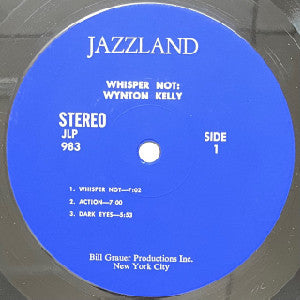 JAZZLAND
WHISPER NOT:
WYNTON KELLY
STEREO
JLP
983
SIDE
1
1. WHISPER NOT—7:02
2. ACTION—7:00
3. DARK EYES—5:53
Bill Grauer Productions Inc.
New York City